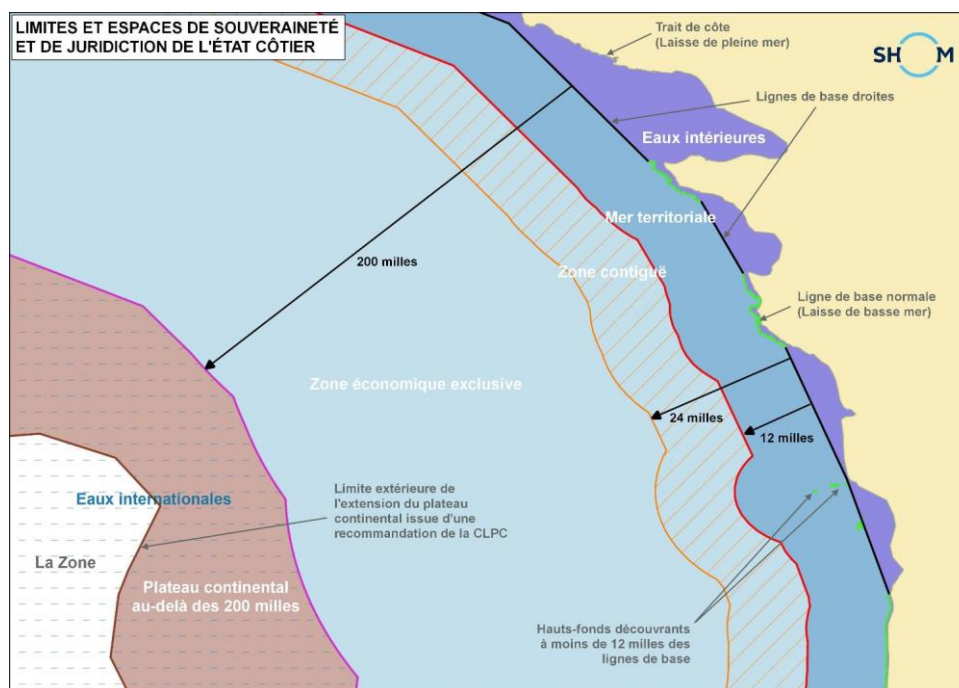 LIMITES ET ESPACES DE SOUVERAINETÉ
ET DE JURIDICTION DE L'ÉTAT CÔTIER
Trait de côte
(Laisse de pleine mer)
SHOM
Lignes de base droites
Eaux intérieures
Mer territoriale
200 milles
Zone contiguë
Ligne de base normale
(Laisse de basse mer)
Zone économique exclusive
24 milles
12 milles
Eaux internationales
Limite extérieure de
l'extension du plateau
continental issue d'une
recommandation de la CLPC
La Zone
Plateau continental
au-delà des 200 milles
Hauts-fonds découvrants
à moins de 12 milles des
lignes de base